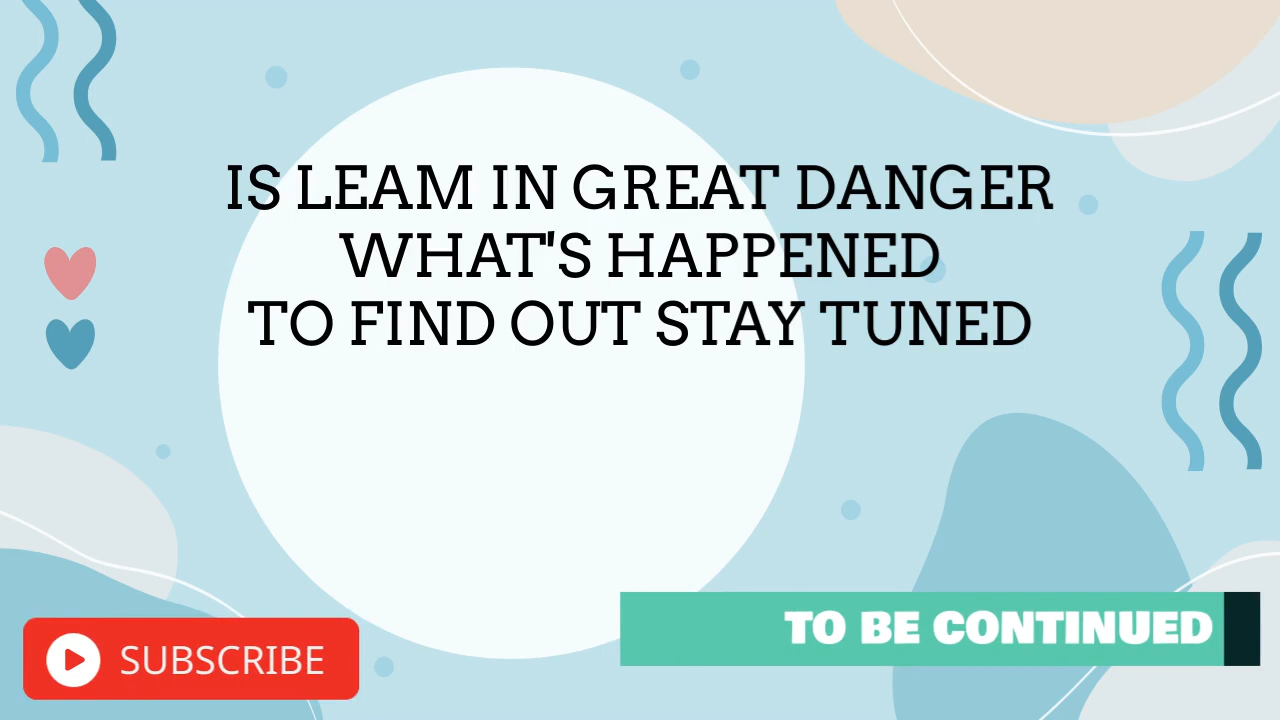 IS LEAM IN GREAT DANGER
WHAT'S HAPPENED
TO FIND OUT STAY TUNED
TO BE CONTINUED
SUBSCRIBE